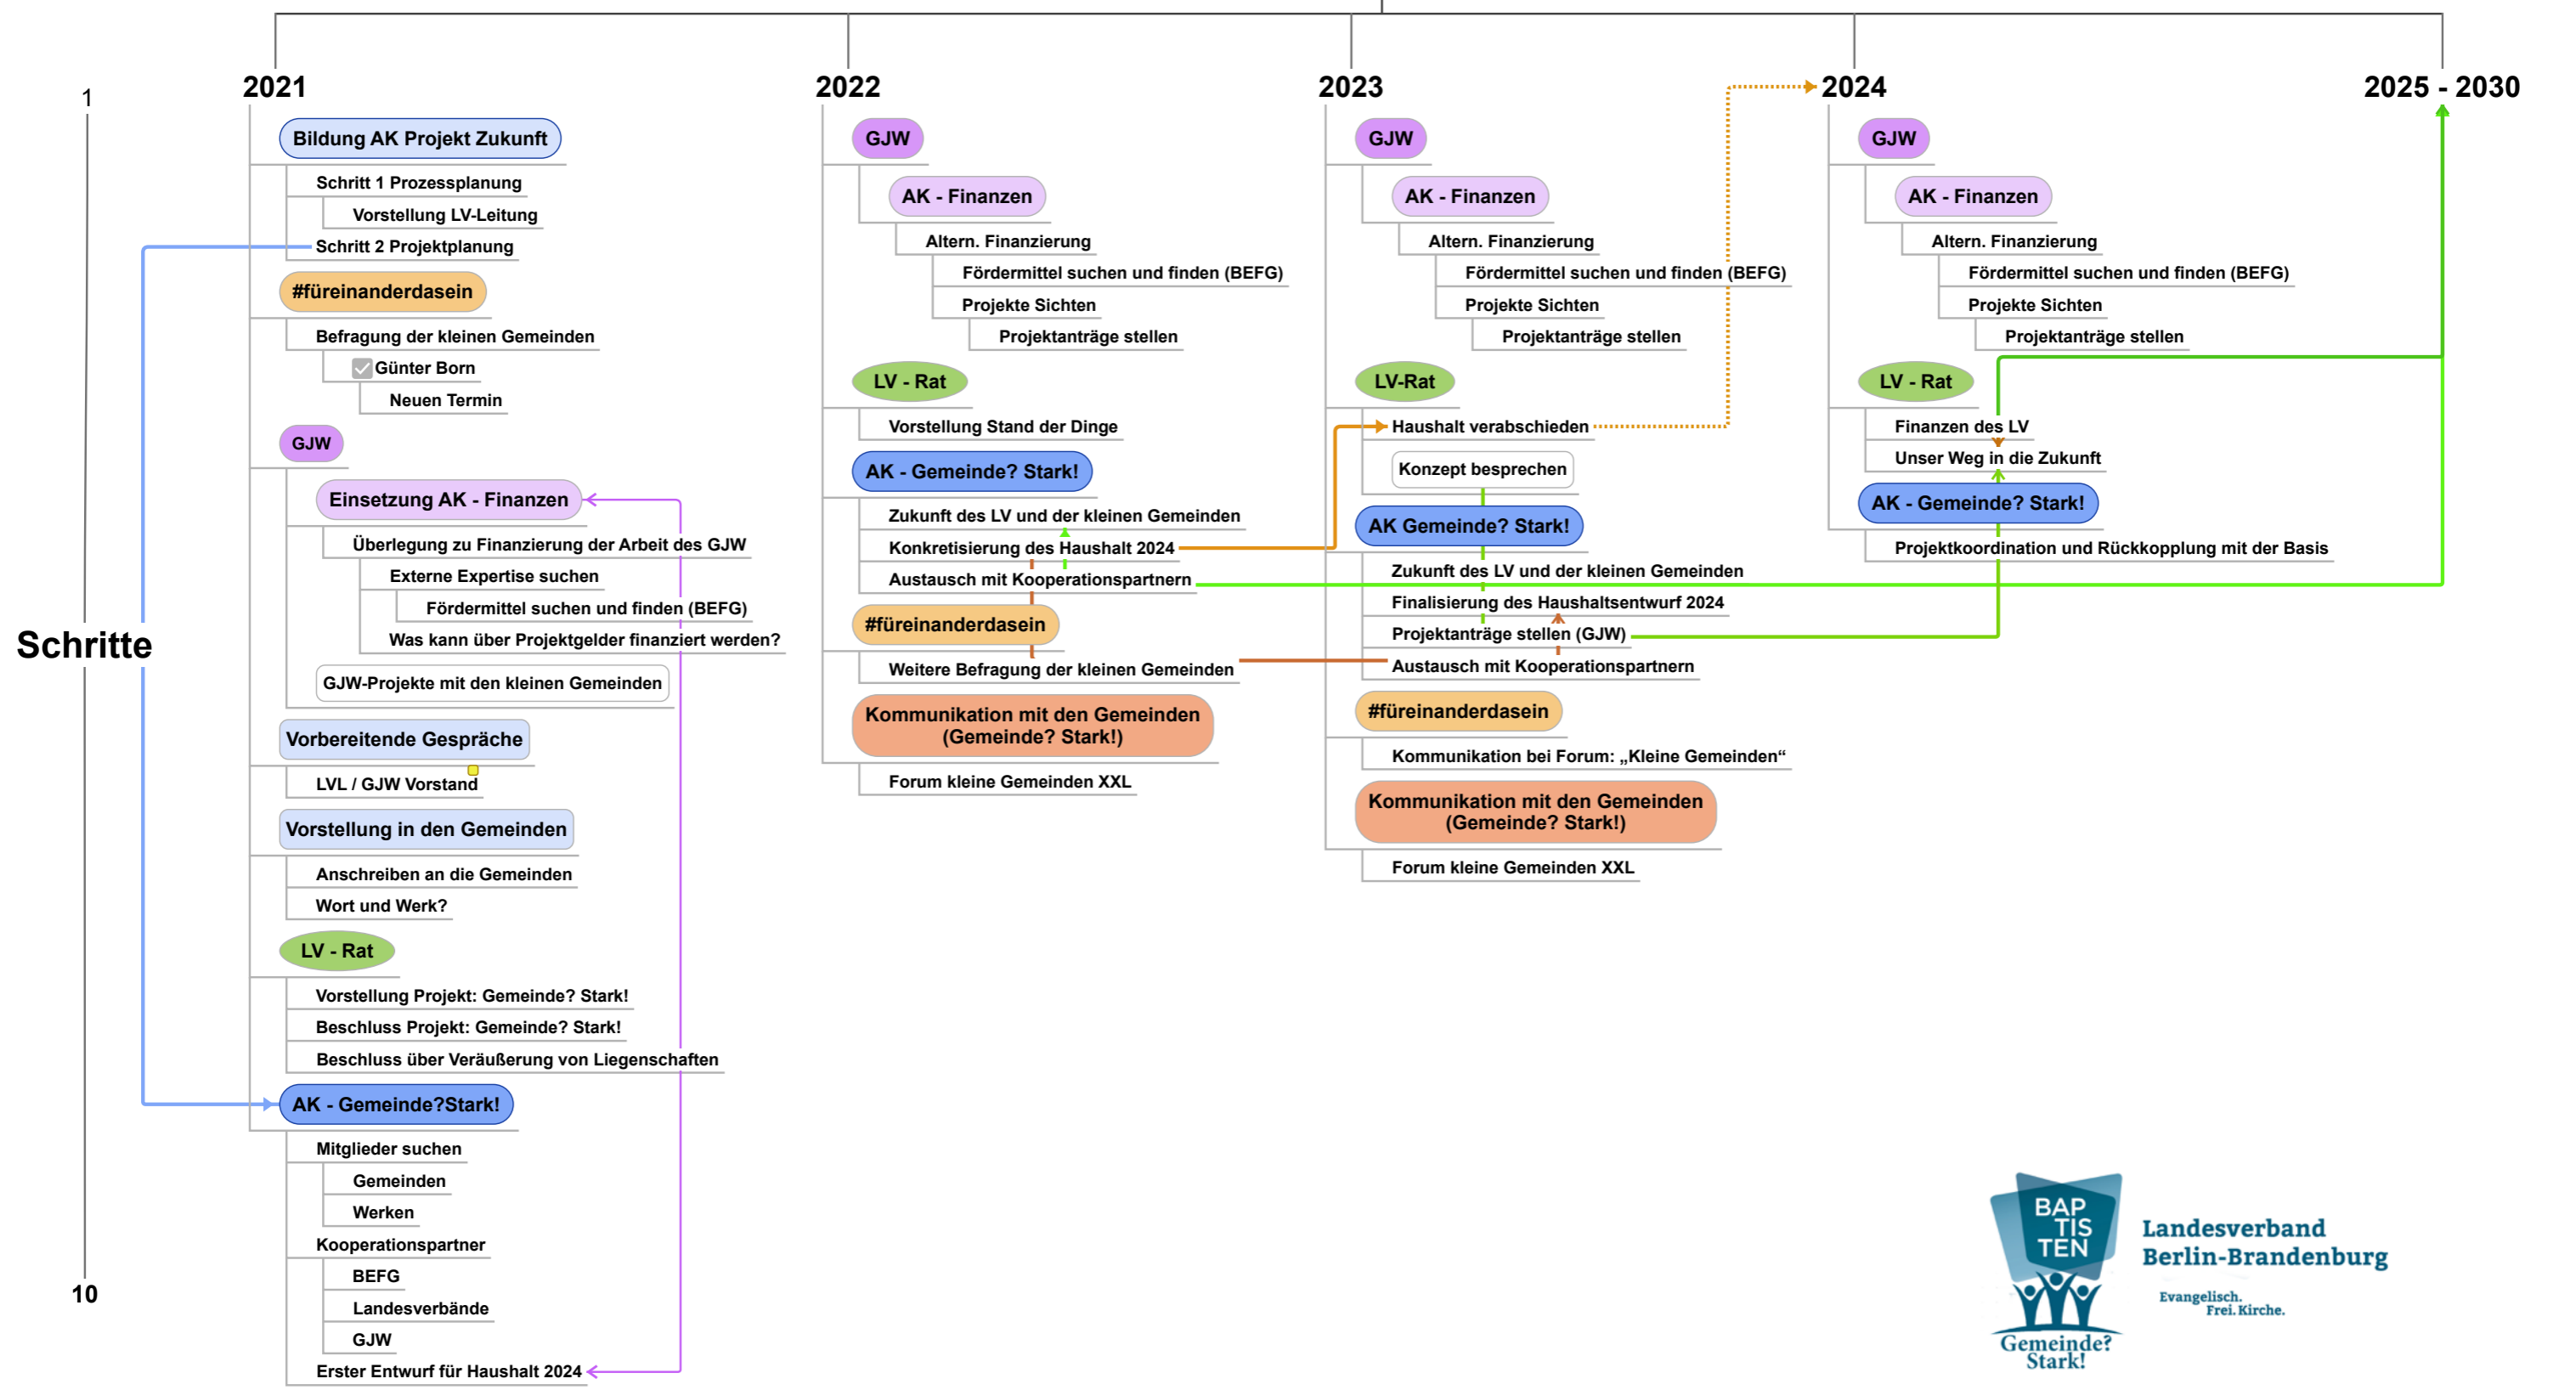 2021
2022
2023
2024
2025 - 2030
1
Schritte
10
Bildung AK Projekt Zukunft
Schritt 1 Prozessplanung
Vorstellung LV-Leitung
Schritt 2 Projektplanung
#füreinanderdasein
Befragung der kleinen Gemeinden
Günter Born
Neuen Termin
GJW
Einsetzung AK - Finanzen
Überlegung zu Finanzierung der Arbeit des GJW
Externe Expertise suchen
Fördermittel suchen und finden (BEFG)
Was kann über Projektgelder finanziert werden?
GJW-Projekte mit den kleinen Gemeinden
Vorbereitende Gespräche
LVL / GJW Vorstand
Vorstellung in den Gemeinden
Anschreiben an die Gemeinden
Wort und Werk?
LV - Rat
Vorstellung Projekt: Gemeinde? Stark!
Beschluss Projekt: Gemeinde? Stark!
Beschluss über Veräußerung von Liegenschaften
AK - Gemeinde?Stark!
Mitglieder suchen
Gemeinden
Werken
Kooperationspartner
BEFG
Landesverbände
GJW
Erster Entwurf für Haushalt 2024
GJW
AK - Finanzen
Altern. Finanzierung
Fördermittel suchen und finden (BEFG)
Projekte Sichten
Projektanträge stellen
LV - Rat
Vorstellung Stand der Dinge
AK - Gemeinde? Stark!
Zukunft des LV und der kleinen Gemeinden
Konkretisierung des Haushalt 2024
Austausch mit Kooperationspartnern
#füreinanderdasein
Weitere Befragung der kleinen Gemeinden
Kommunikation mit den Gemeinden
(Gemeinde? Stark!)
Forum kleine Gemeinden XXL
GJW
AK - Finanzen
Altern. Finanzierung
Fördermittel suchen und finden (BEFG)
Projekte Sichten
Projektanträge stellen
LV-Rat
Haushalt verabschieden
Konzept besprechen
AK Gemeinde? Stark!
Zukunft des LV und der kleinen Gemeinden
Finalisierung des Haushaltsentwurf 2024
Projektanträge stellen (GJW)
Austausch mit Kooperationspartnern
#füreinanderdasein
Kommunikation bei Forum: „Kleine Gemeinden“
Kommunikation mit den Gemeinden
(Gemeinde? Stark!)
Forum kleine Gemeinden XXL
GJW
AK - Finanzen
Altern. Finanzierung
Fördermittel suchen und finden (BEFG)
Projekte Sichten
Projektanträge stellen
LV - Rat
Finanzen des LV
Unser Weg in die Zukunft
AK - Gemeinde? Stark!
Projektkoordination und Rückkopplung mit der Basis
BAP
TIS
TEN
Gemeinde?
Stark!
Landesverband
Berlin-Brandenburg
Evangelisch.
Frei. Kirche.